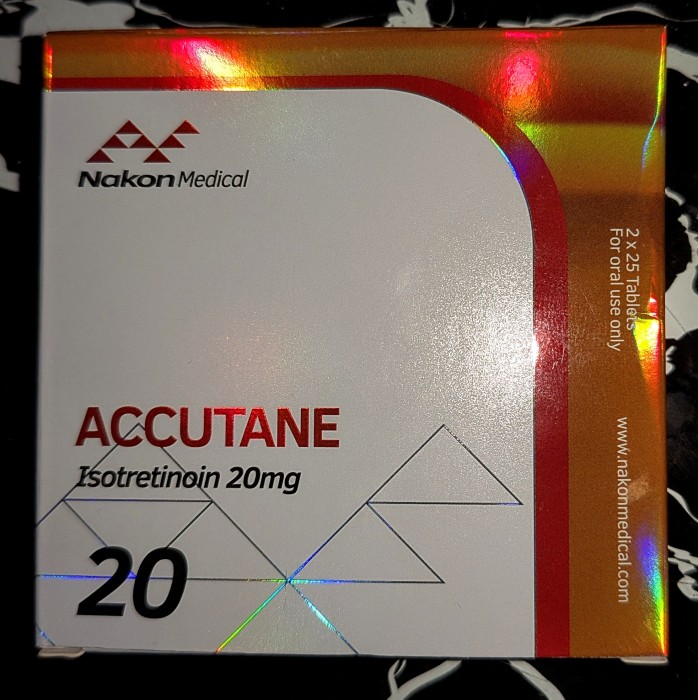 Nakon Medical
ACCUTANE
Isotretinoin 20mg
20
2 x 25 Tablets
For oral use only
www.nakonmedical.com